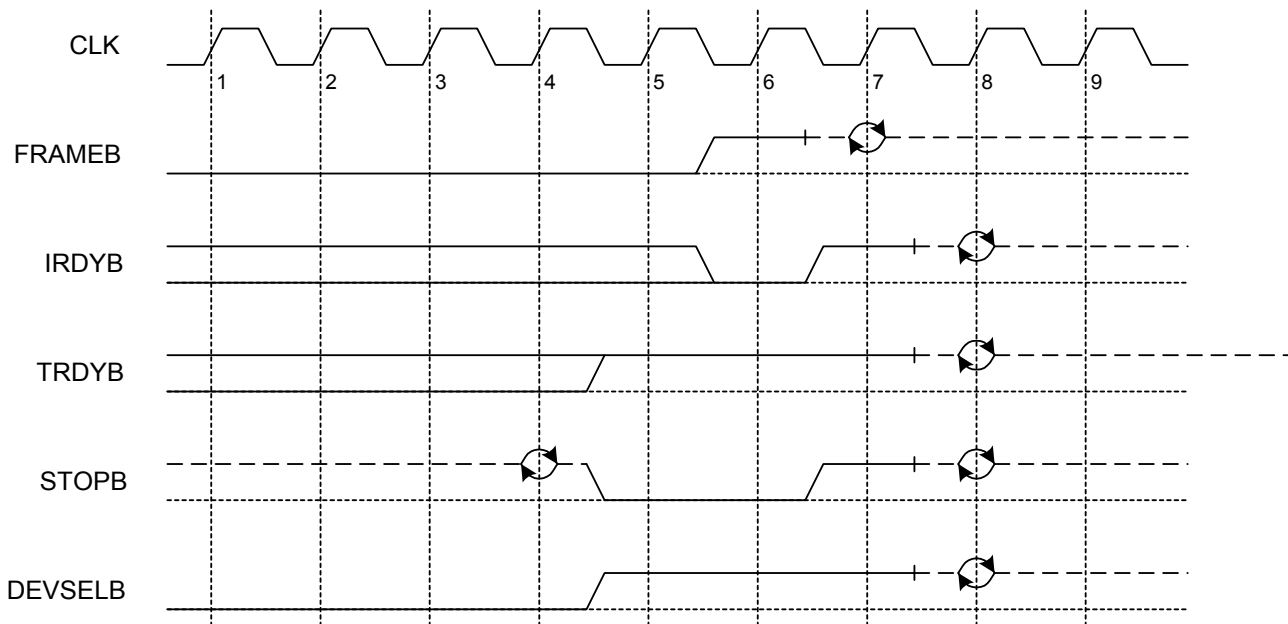 CLK
1 2 3 4 5 6 7 8 9
FRAMEB
IRDYB
TRDYB
STOPB
DEVSELB